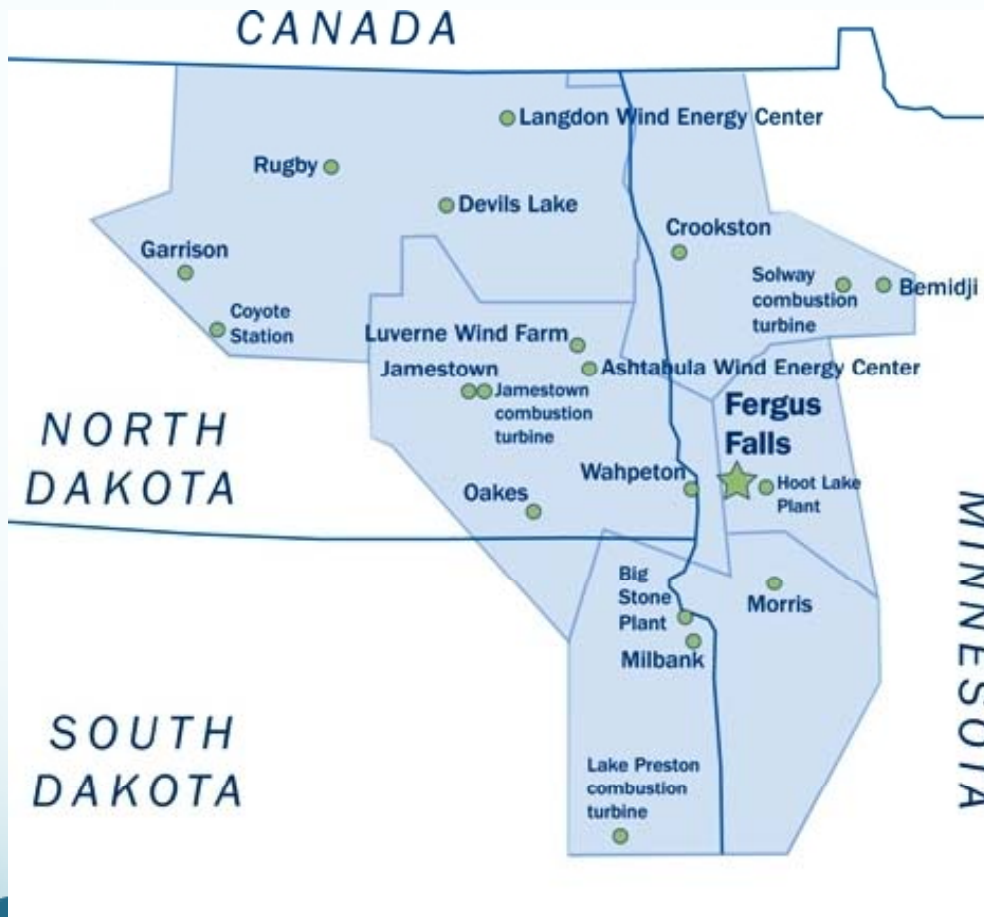 CANADA
Langdon Wind Energy Center
Rugby
Devils Lake
Crookston
Garrison
Solway
combustion
turbine
Bemidji
Coyote
Station
Luverne Wind Farm
Ashtabula Wind Energy Center
Jamestown
Jamestown
combustion
turbine
Fergus
Falls
NORTH
DAKOTA
Wahpeton
Hoot Lake
Plant
Oakes
MINNESOTA
Big
Stone
Plant
Morris
Milbank
SOUTH
DAKOTA
Lake Preston
combustion
turbine